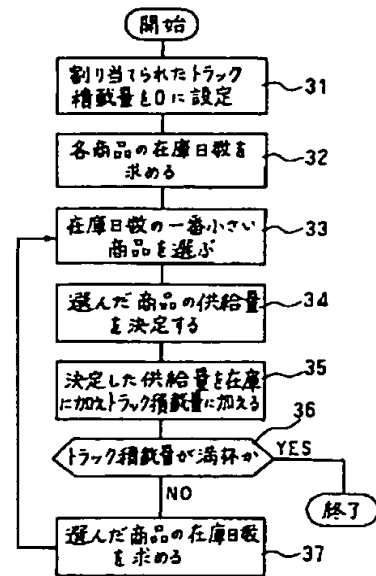 開始
割り当てられたトラック
積載量を0に設定
31
各商品の在庫日数を
求める
32
在庫日数の一番小さい
商品を選ぶ
33
選んだ商品の供給量
を決定する
34
決定した供給量を在庫
に加えトラック積載量に加える
35
トラック積載量が満杯か
36
YES
NO
終了
選んだ商品の在庫日数
を求める
37